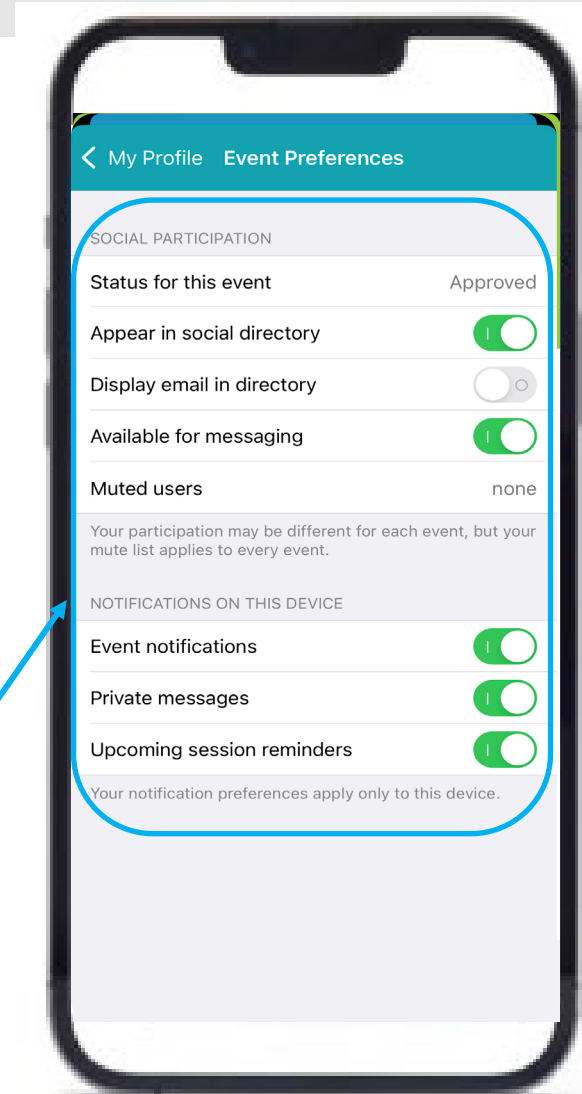 My Profile Event Preferences
SOCIAL PARTICIPATION
Status for this event Approved
Appear in social directory
Display email in directory
Available for messaging
Muted users none
Your participation may be different for each event, but your
mute list applies to every event.
NOTIFICATIONS ON THIS DEVICE
Event notifications
Private messages
Upcoming session reminders
Your notification preferences apply only to this device.